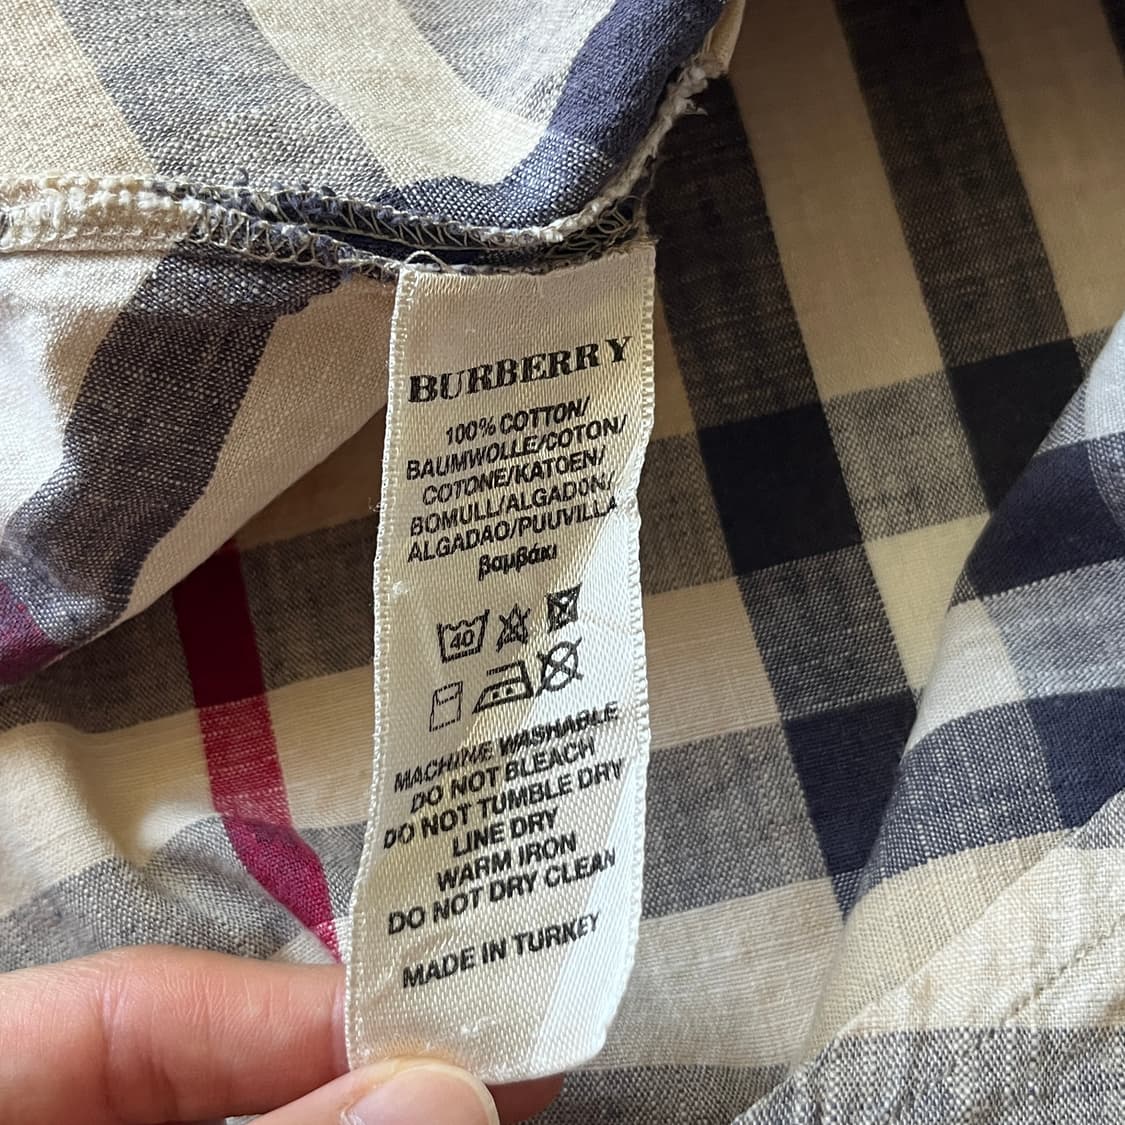 BURBERRY
100% COTTON/
BAUMWOLLE/COTON/
COTONE/KATOEN/
BOMULL/ALGADON/
ALGADAO/PUUVILLA
βαμβάκι
40
MACHINE WASHABLE
DO NOT BLEACH
DO NOT TUMBLE DRY
LINE DRY
WARM IRON
DO NOT DRY CLEAN
MADE IN TURKEY